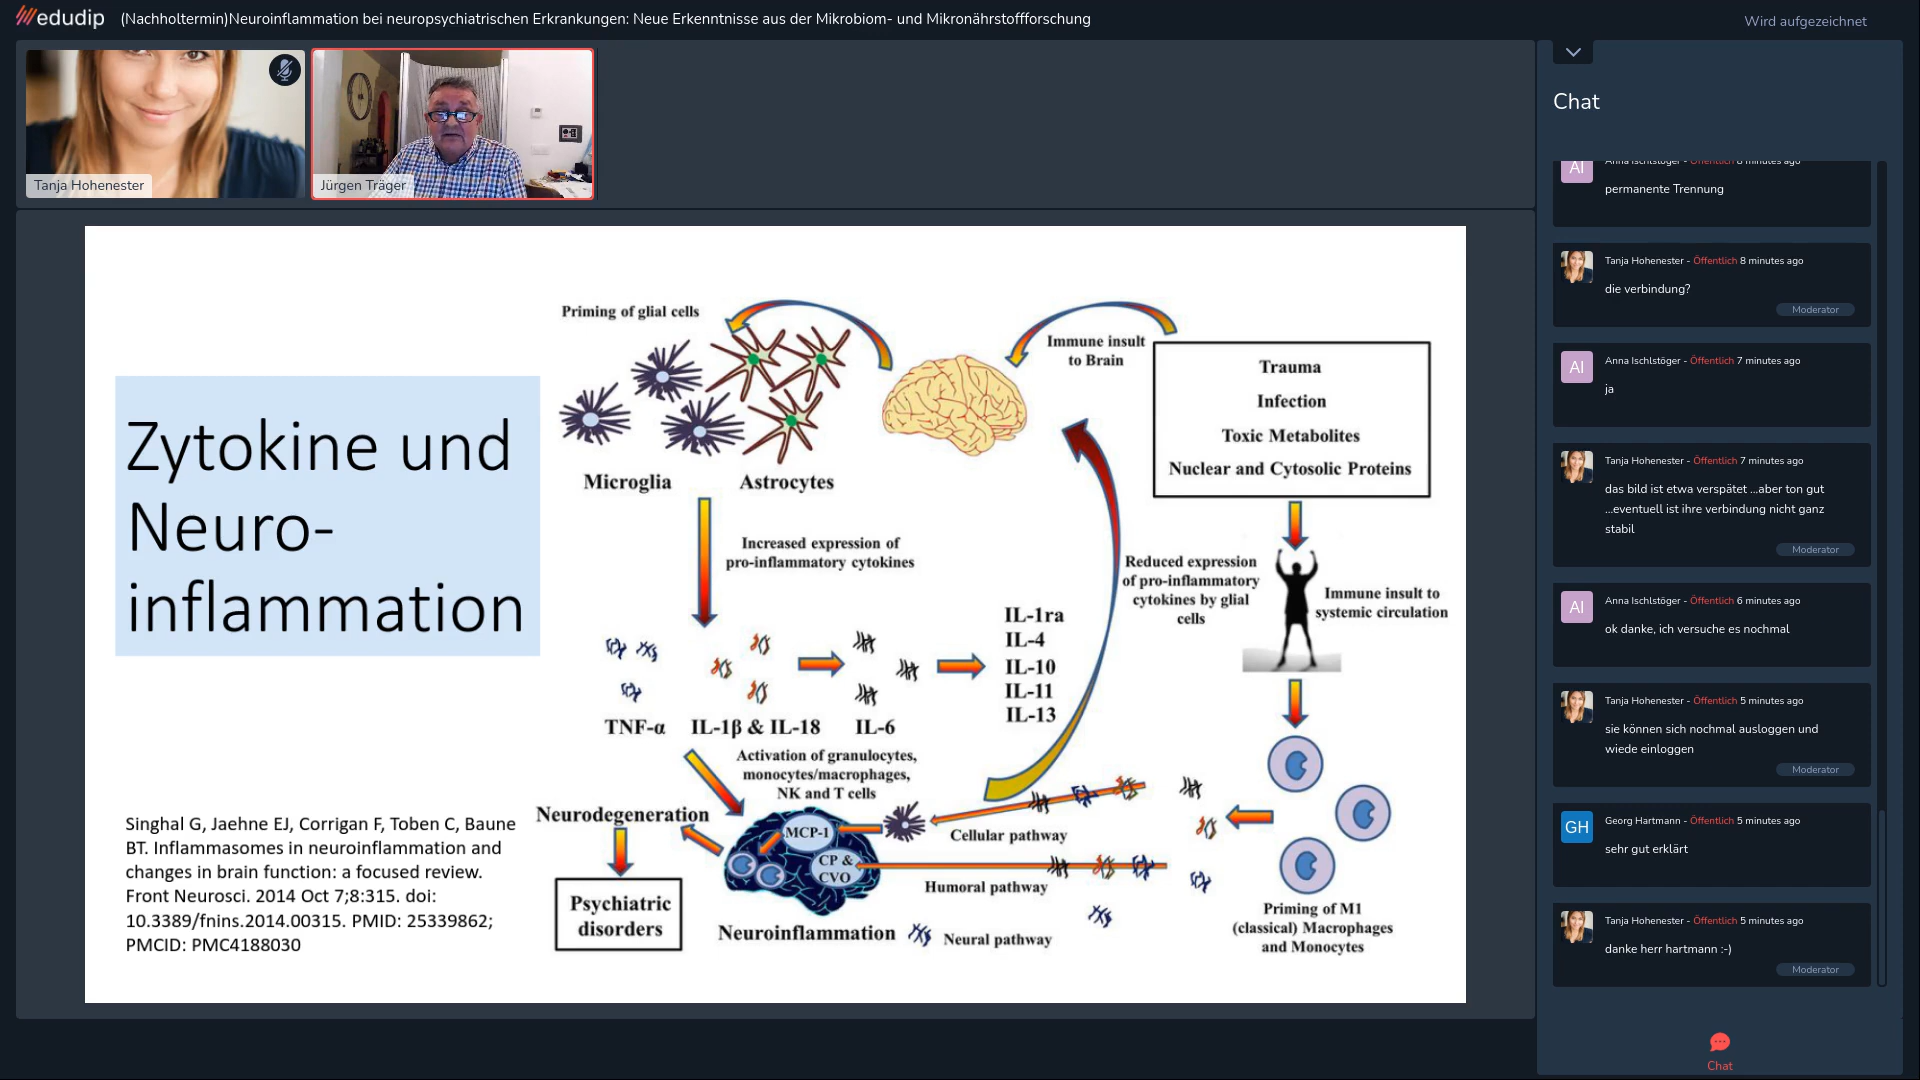 edudip
(Nachholtermin)Neuroinflammation bei neuropsychiatrischen Erkrankungen: Neue Erkenntnisse aus der Mikrobiom- und Mikronährstoffforschung
Wird aufgezeichnet
Tanja Hohenester
Jürgen Träger
Zytokine und
Neuro-
inflammation
Singhal G, Jaehne EJ, Corrigan F, Toben C, Baune
BT. Inflammasomes in neuroinflammation and
changes in brain function: a focused review.
Front Neurosci. 2014 Oct 7;8:315. doi:
10.3389/fnins.2014.00315. PMID: 25339862;
PMCID: PMC4188030
Priming of glial cells
Microglia
Astrocytes
Immune insult
to Brain
Trauma
Infection
Toxic Metabolites
Nuclear and Cytosolic Proteins
Increased expression of
pro-inflammatory cytokines
Reduced expression
of pro-inflammatory
cytokines by glial
cells
Immune insult to
systemic circulation
IL-1ra
IL-4
IL-10
IL-11
IL-13
TNF-α
IL-1β & IL-18
IL-6
Activation of granulocytes,
monocytes/macrophages,
NK and T cells
Neurodegeneration
MCP-1
CP &
CVO
Cellular pathway
Humoral pathway
Neural pathway
Psychiatric
disorders
Neuroinflammation
Priming of M1
(classical) Macrophages
and Monocytes
Chat
AI
Anna Ischlstöger - Öffentlich 8 minutes ago
permanente Trennung
Tanja Hohenester - Öffentlich 8 minutes ago
die verbindung?
Moderator
AI
Anna Ischlstöger - Öffentlich 7 minutes ago
ja
Tanja Hohenester - Öffentlich 7 minutes ago
das bild ist etwa verspätet ...aber ton gut
...eventuell ist ihre verbindung nicht ganz
stabil
Moderator
AI
Anna Ischlstöger - Öffentlich 6 minutes ago
ok danke, ich versuche es nochmal
Tanja Hohenester - Öffentlich 5 minutes ago
sie können sich nochmal ausloggen und
wiede einloggen
Moderator
GH
Georg Hartmann - Öffentlich 5 minutes ago
sehr gut erklärt
Tanja Hohenester - Öffentlich 5 minutes ago
danke herr hartmann :-)
Moderator
Chat